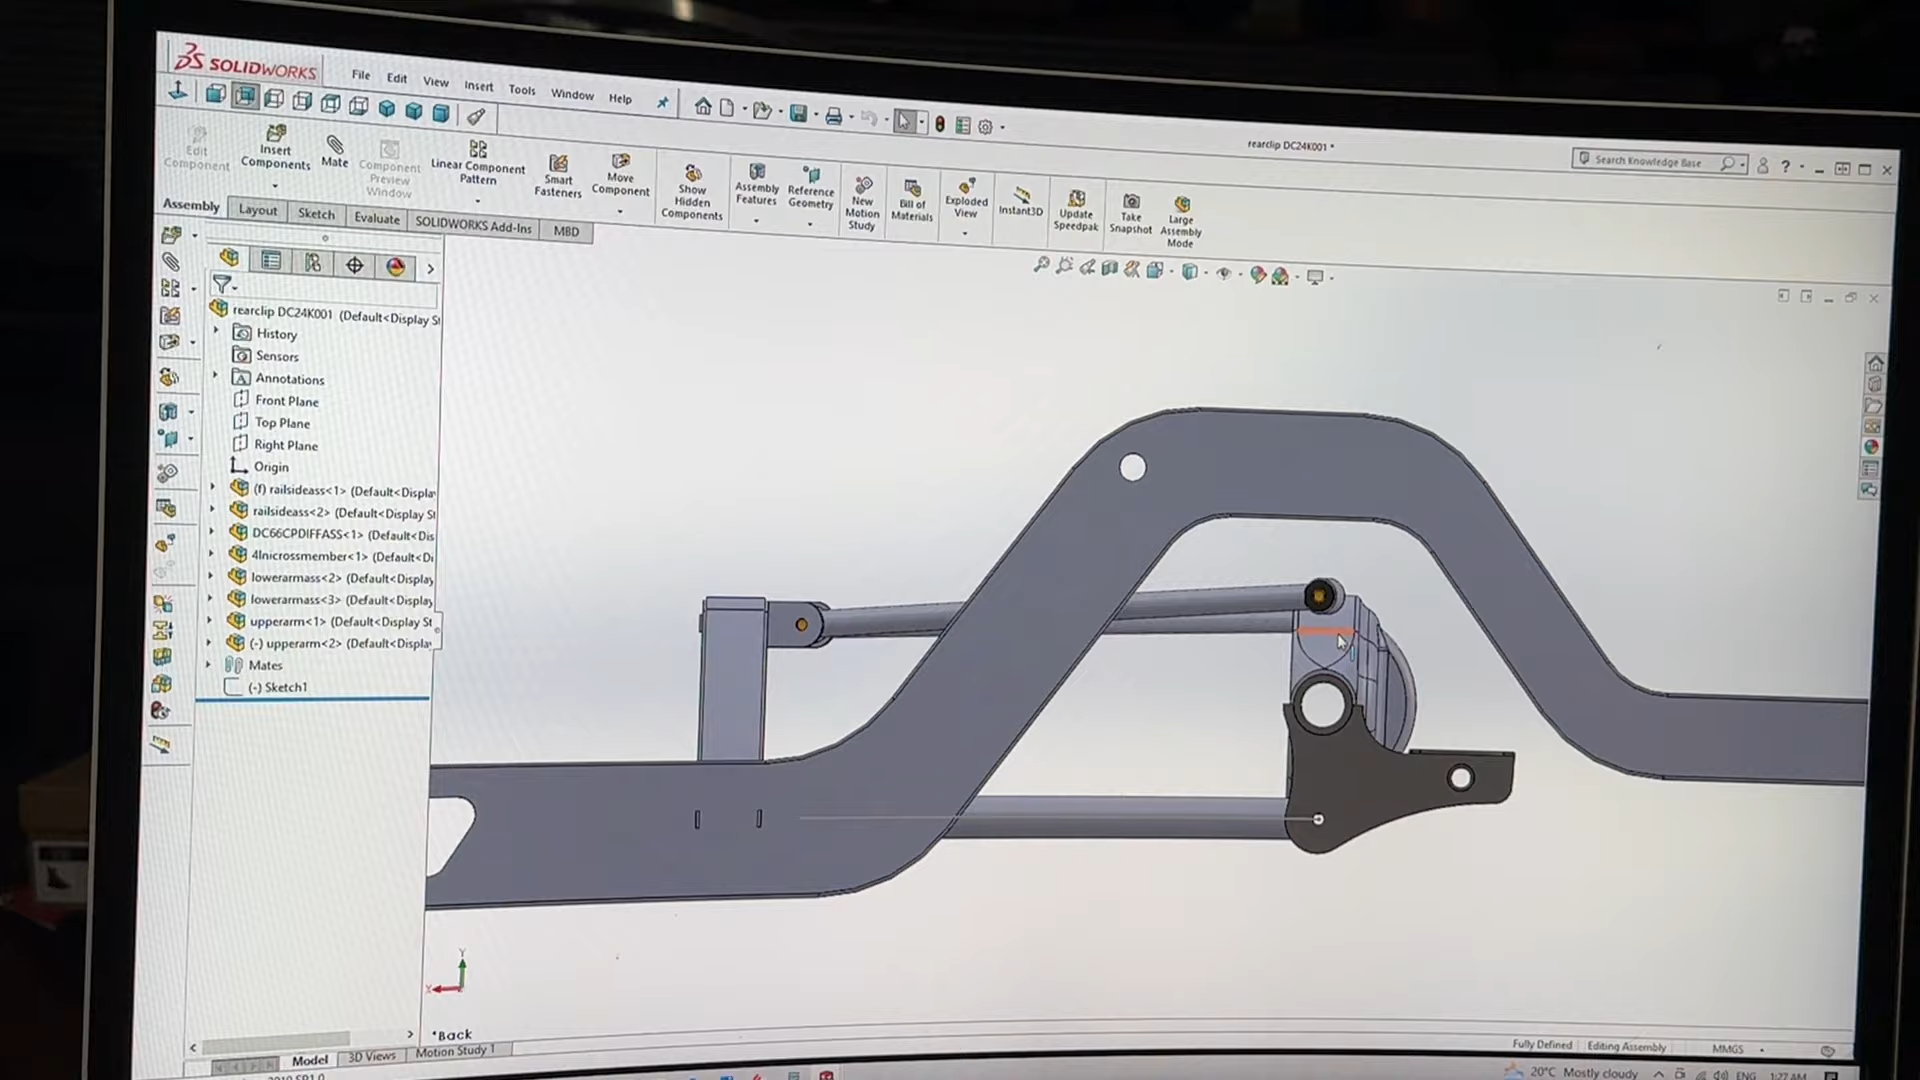 SOLIDWORKS
File Edit View Insert Tools Window Help
rearclip DC24K001 *
Search Knowledge Base
Edit Component
Insert Components
Mate
Component Preview Window
Linear Component Pattern
Smart Fasteners
Move Component
Show Hidden Components
Assembly Features
Reference Geometry
New Motion Study
Bill of Materials
Exploded View
Instant3D
Update Speedpak
Take Snapshot
Large Assembly Mode
Assembly Layout Sketch Evaluate SOLIDWORKS Add-Ins MBD
rearclip DC24K001 (Default<Display St
History
Sensors
Annotations
Front Plane
Top Plane
Right Plane
Origin
(f) railsideass<1> (Default<Displa
railsideass<2> (Default<Display St
DC66CPDIFFASS<1> (Default<Dis
4lnicrossmember<1> (Default<Di
lowerarmass<2> (Default<Display
lowerarmass<3> (Default<Display
upperarm<1> (Default<Display St
(-) upperarm<2> (Default<Display
Mates
(-) Sketch1
Y
X
*Back
Model 3D Views Motion Study 1
Fully Defined Editing Assembly MMGS
20°C Mostly cloudy ENG 1:27 AM